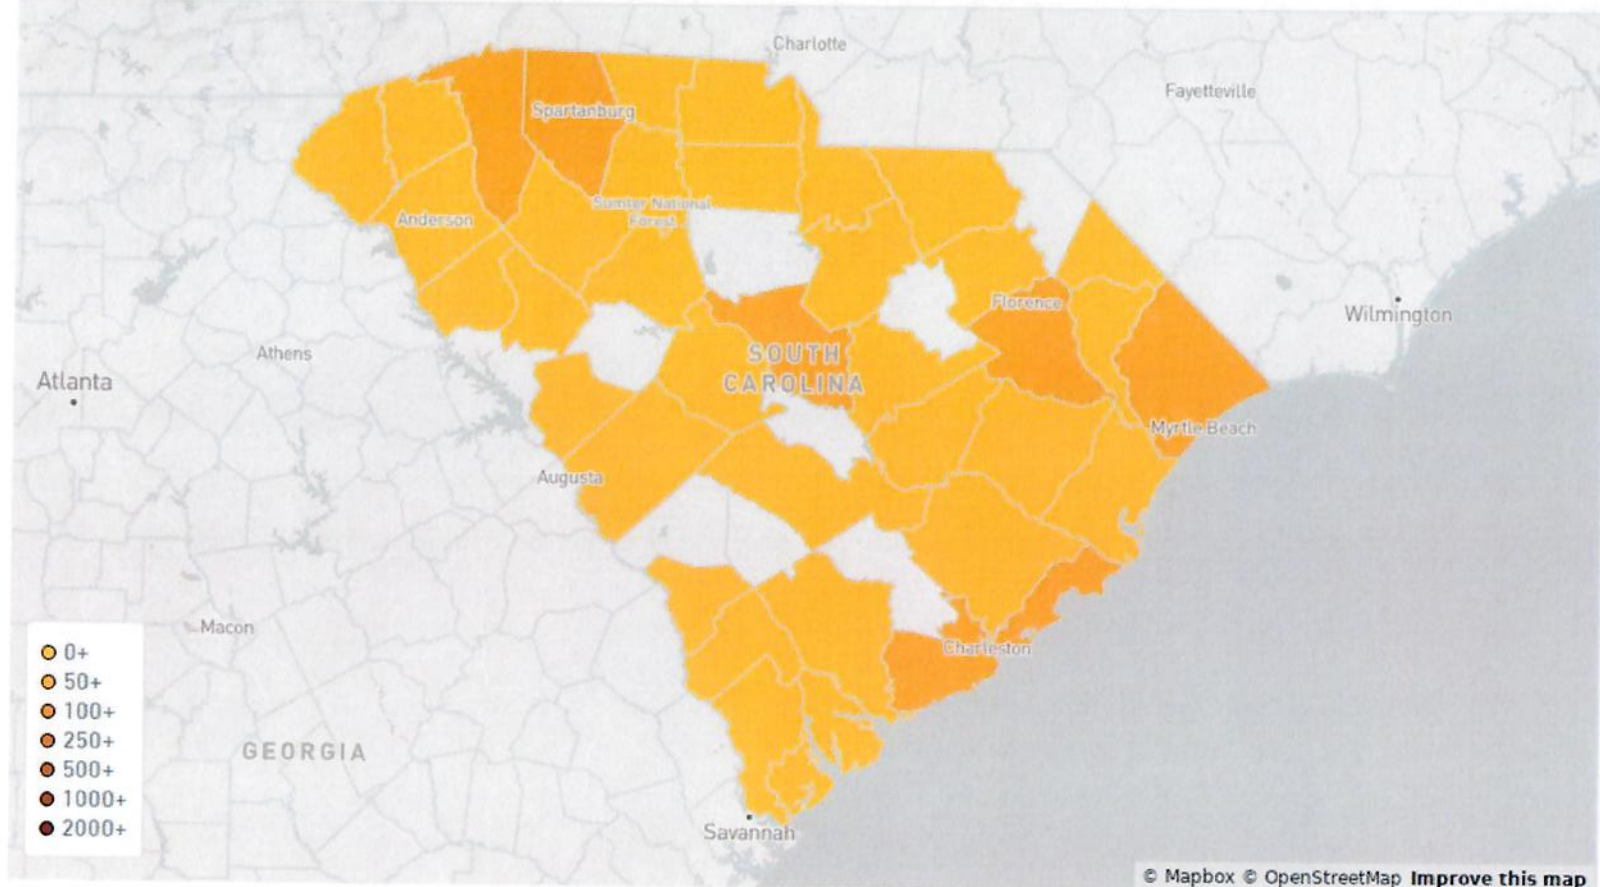 Charlotte
Fayetteville
Spartanburg
Sumter National
Forest
Anderson
Florence
Wilmington
SOUTH
CAROLINA
Athens
Atlanta
Myrtle Beach
Augusta
Macon
Charleston
GEORGIA
Savannah
0+
50+
100+
250+
500+
1000+
2000+
© Mapbox © OpenStreetMap Improve this map